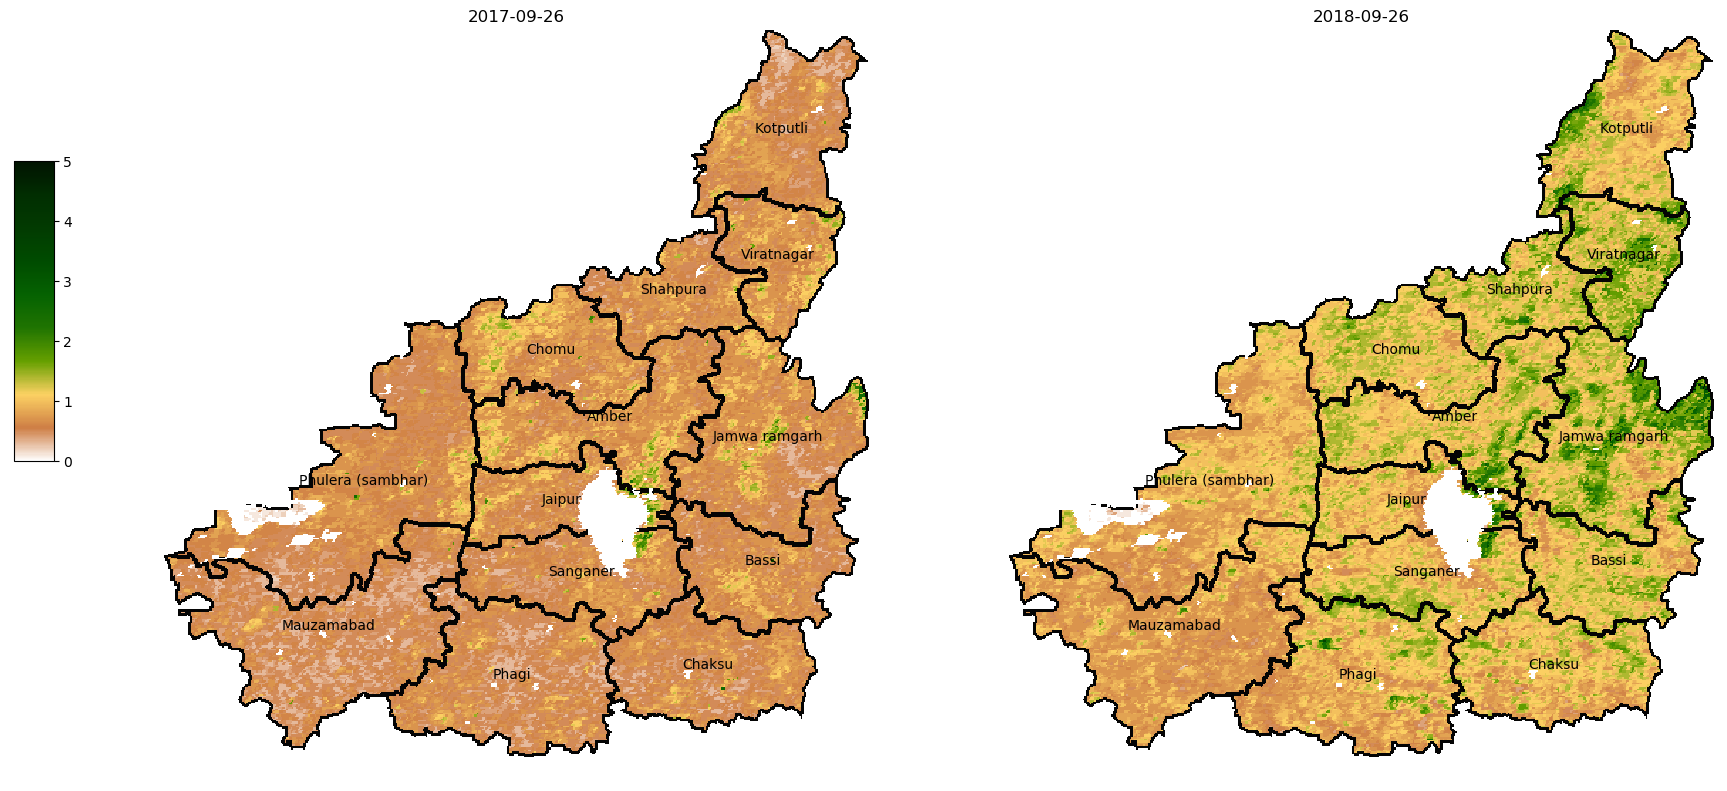 2017-09-26
2018-09-26
5
4
3
2
1
0
Kotputli
Viratnagar
Shahpura
Chomu
Amber
Jamwa ramgarh
Phulera (sambhar)
Jaipur
Bassi
Sanganer
Mauzamabad
Chaksu
Phagi
Kotputli
Viratnagar
Shahpura
Chomu
Amber
Jamwa ramgarh
Phulera (sambhar)
Jaipur
Bassi
Sanganer
Mauzamabad
Chaksu
Phagi